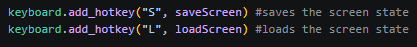 keyboard.add_hotkey("S", saveScreen) #saves the screen state
keyboard.add_hotkey("L", loadScreen) #loads the screen state